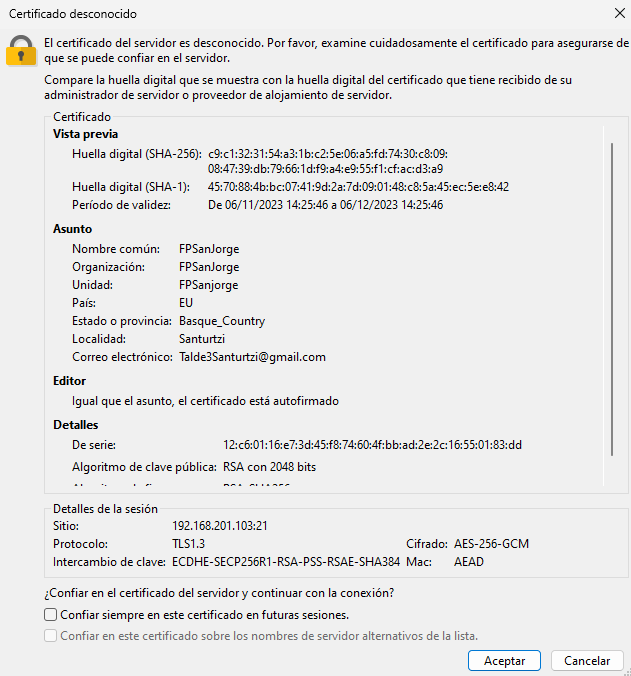 Certificado desconocido
El certificado del servidor es desconocido. Por favor, examine cuidadosamente el certificado para asegurarse de
que se puede confiar en el servidor.
Compare la huella digital que se muestra con la huella digital del certificado que tiene recibido de su
administrador de servidor o proveedor de alojamiento de servidor.
Certificado
Vista previa
Huella digital (SHA-256): c9:c1:32:31:54:a3:1b:c2:5e:06:a5:fd:74:30:c8:09:
08:47:39:db:79:66:1d:f9:a4:e9:55:f1:cf:ac:d3:a9
Huella digital (SHA-1): 45:70:88:4b:bc:07:41:9d:2a:7d:09:01:48:c8:5a:45:ec:5e:e8:42
Período de validez: De 06/11/2023 14:25:46 a 06/12/2023 14:25:46
Asunto
Nombre común: FPSanJorge
Organización: FPSanJorge
Unidad: FPSanjorge
País: EU
Estado o provincia: Basque_Country
Localidad: Santurtzi
Correo electrónico: Talde3Santurtzi@gmail.com
Editor
Igual que el asunto, el certificado está autofirmado
Detalles
De serie: 12:c6:01:16:e7:3d:45:f8:74:60:4f:bb:ad:2e:2c:16:55:01:83:dd
Algoritmo de clave pública: RSA con 2048 bits
Detalles de la sesión
Sitio: 192.168.201.103:21
Protocolo: TLS1.3 Cifrado: AES-256-GCM
Intercambio de clave: ECDHE-SECP256R1-RSA-PSS-RSAE-SHA384 Mac: AEAD
¿Confiar en el certificado del servidor y continuar con la conexión?
Confiar siempre en este certificado en futuras sesiones.
Confiar en este certificado sobre los nombres de servidor alternativos de la lista.
Aceptar Cancelar